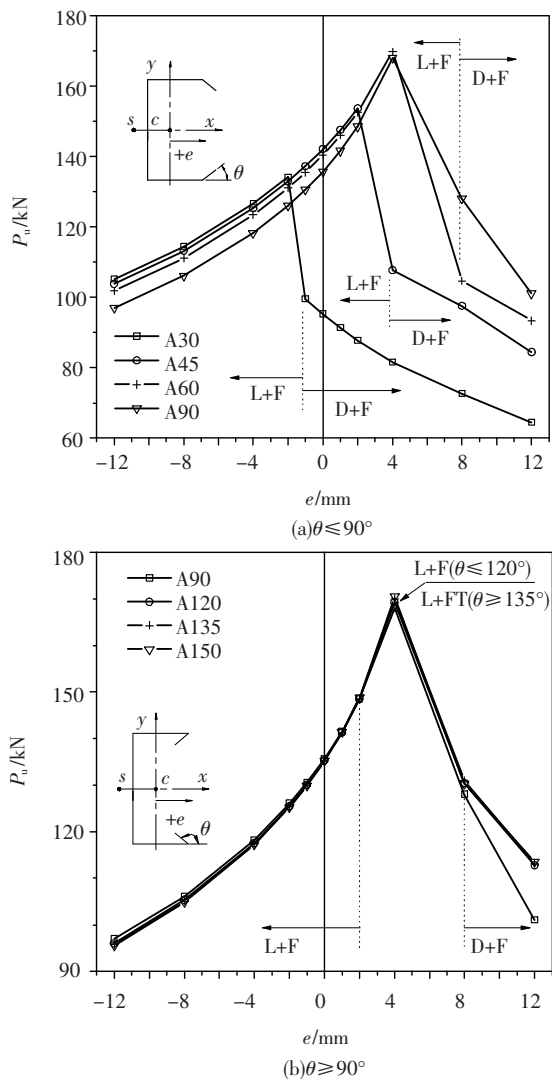 180
160
140
120
100
80
60
Pu/kN
y
s
c
x
+e
θ
L+F
D+F
L+F
D+F
L+F
D+F
A30
A45
A60
A90
−12
−8
−4
0
4
8
12
e/mm
(a)θ≤90°
180
150
120
90
Pu/kN
A90
A120
A135
A150
L+F(θ≤120°)
L+FT(θ≥135°)
y
s
c
x
+e
θ
L+F
D+F
−12
−8
−4
0
4
8
12
e/mm
(b)θ≥90°